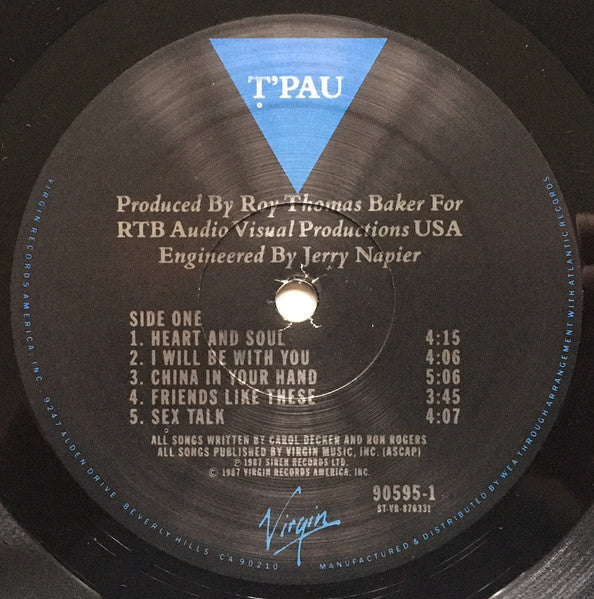 T'PAU
Produced By Roy Thomas Baker For
RTB Audio Visual Productions USA
Engineered By Jerry Napier
SIDE ONE
1. HEART AND SOUL 4:15
2. I WILL BE WITH YOU 4:06
3. CHINA IN YOUR HAND 5:06
4. FRIENDS LIKE THESE 3:45
5. SEX TALK 4:07
ALL SONGS WRITTEN BY CAROL DECKER AND RON ROGERS
ALL SONGS PUBLISHED BY VIRGIN MUSIC, INC. (ASCAP)
℗ 1987 SIREN RECORDS LTD.
© 1987 VIRGIN RECORDS AMERICA, INC.
90595-1
ST-VR-876331
Virgin
VIRGIN RECORDS AMERICA, INC. 9247 ALDEN DRIVE, BEVERLY HILLS, CA 90210
MANUFACTURED & DISTRIBUTED BY WEA THROUGH ARRANGEMENT WITH ATLANTIC RECORDS